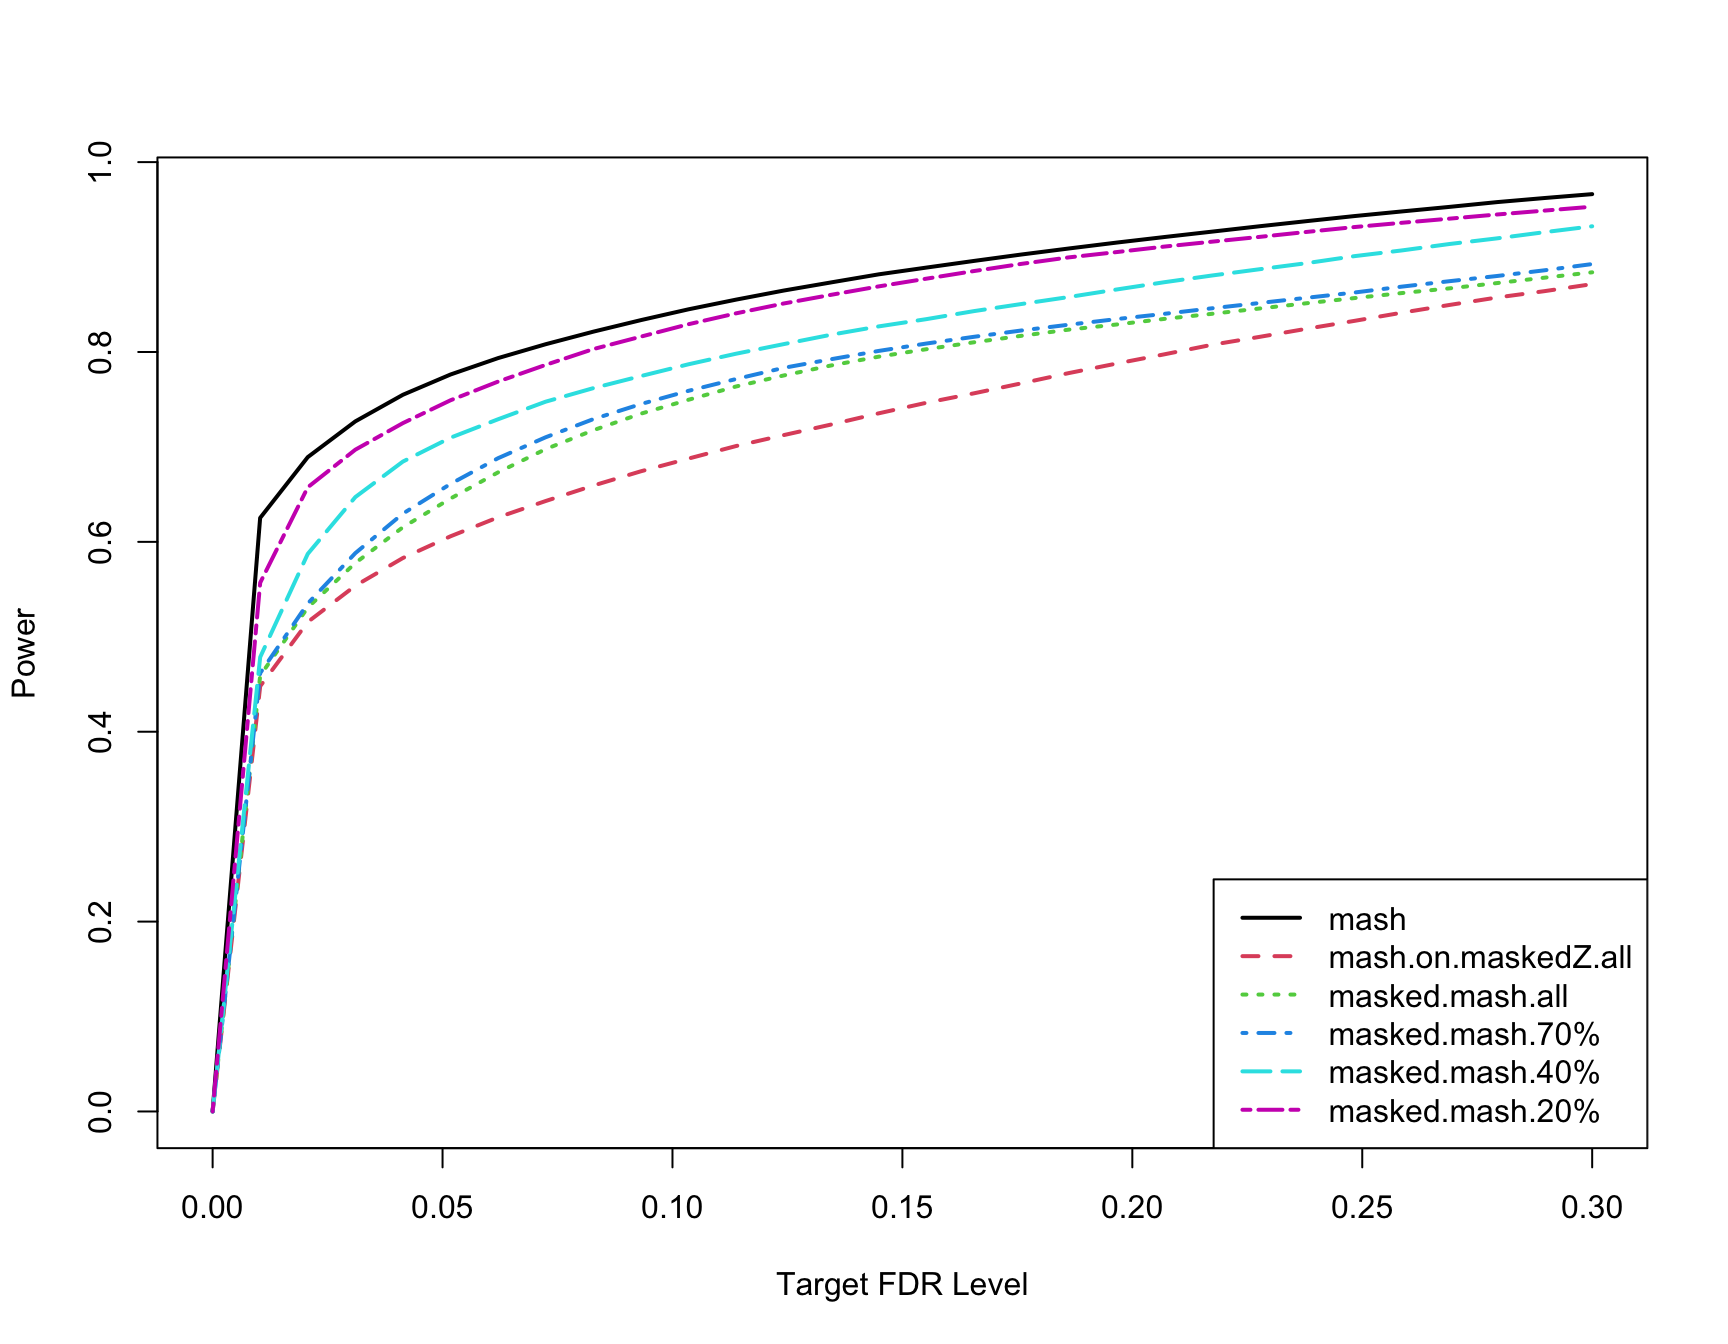 Power
1.0
0.8
0.6
0.4
0.2
0.0
mash
mash.on.maskedZ.all
masked.mash.all
masked.mash.70%
masked.mash.40%
masked.mash.20%
0.00 0.05 0.10 0.15 0.20 0.25 0.30
Target FDR Level